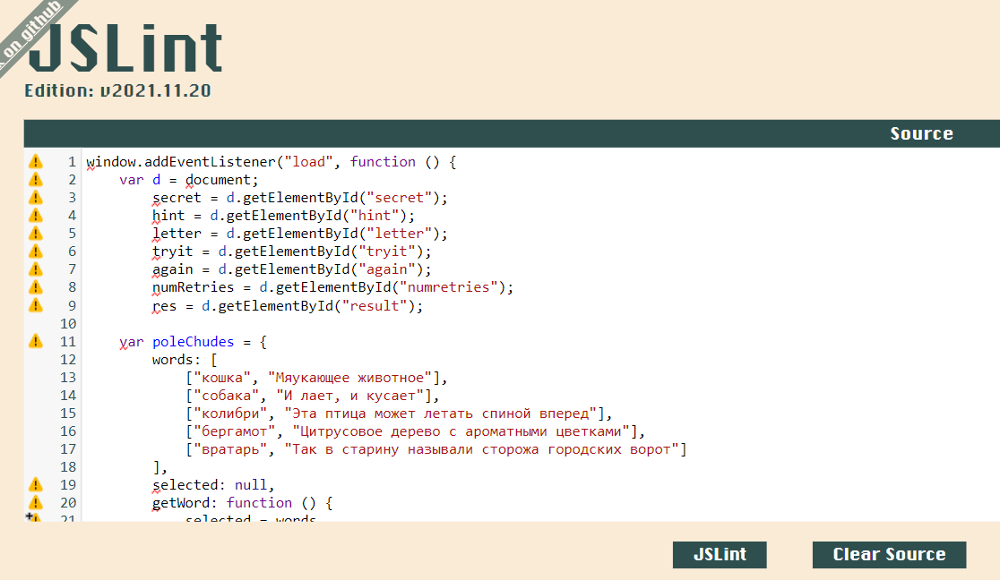 on github
JSLint
Edition: v2021.11.20
Source
1 window.addEventListener("load", function () {
2 var d = document;
3 secret = d.getElementById("secret");
4 hint = d.getElementById("hint");
5 letter = d.getElementById("letter");
6 tryit = d.getElementById("tryit");
7 again = d.getElementById("again");
8 numRetries = d.getElementById("numretries");
9 res = d.getElementById("result");
10
11 var poleChudes = {
12 words: [
13 ["кошка", "Мяукающее животное"],
14 ["собака", "И лает, и кусает"],
15 ["колибри", "Эта птица может летать спиной вперед"],
16 ["бергамот", "Цитрусовое дерево с ароматными цветками"],
17 ["вратарь", "Так в старину называли сторожа городских ворот"]
18 ],
19 selected: null,
20 getWord: function () {
21 selected = words
JSLint Clear Source